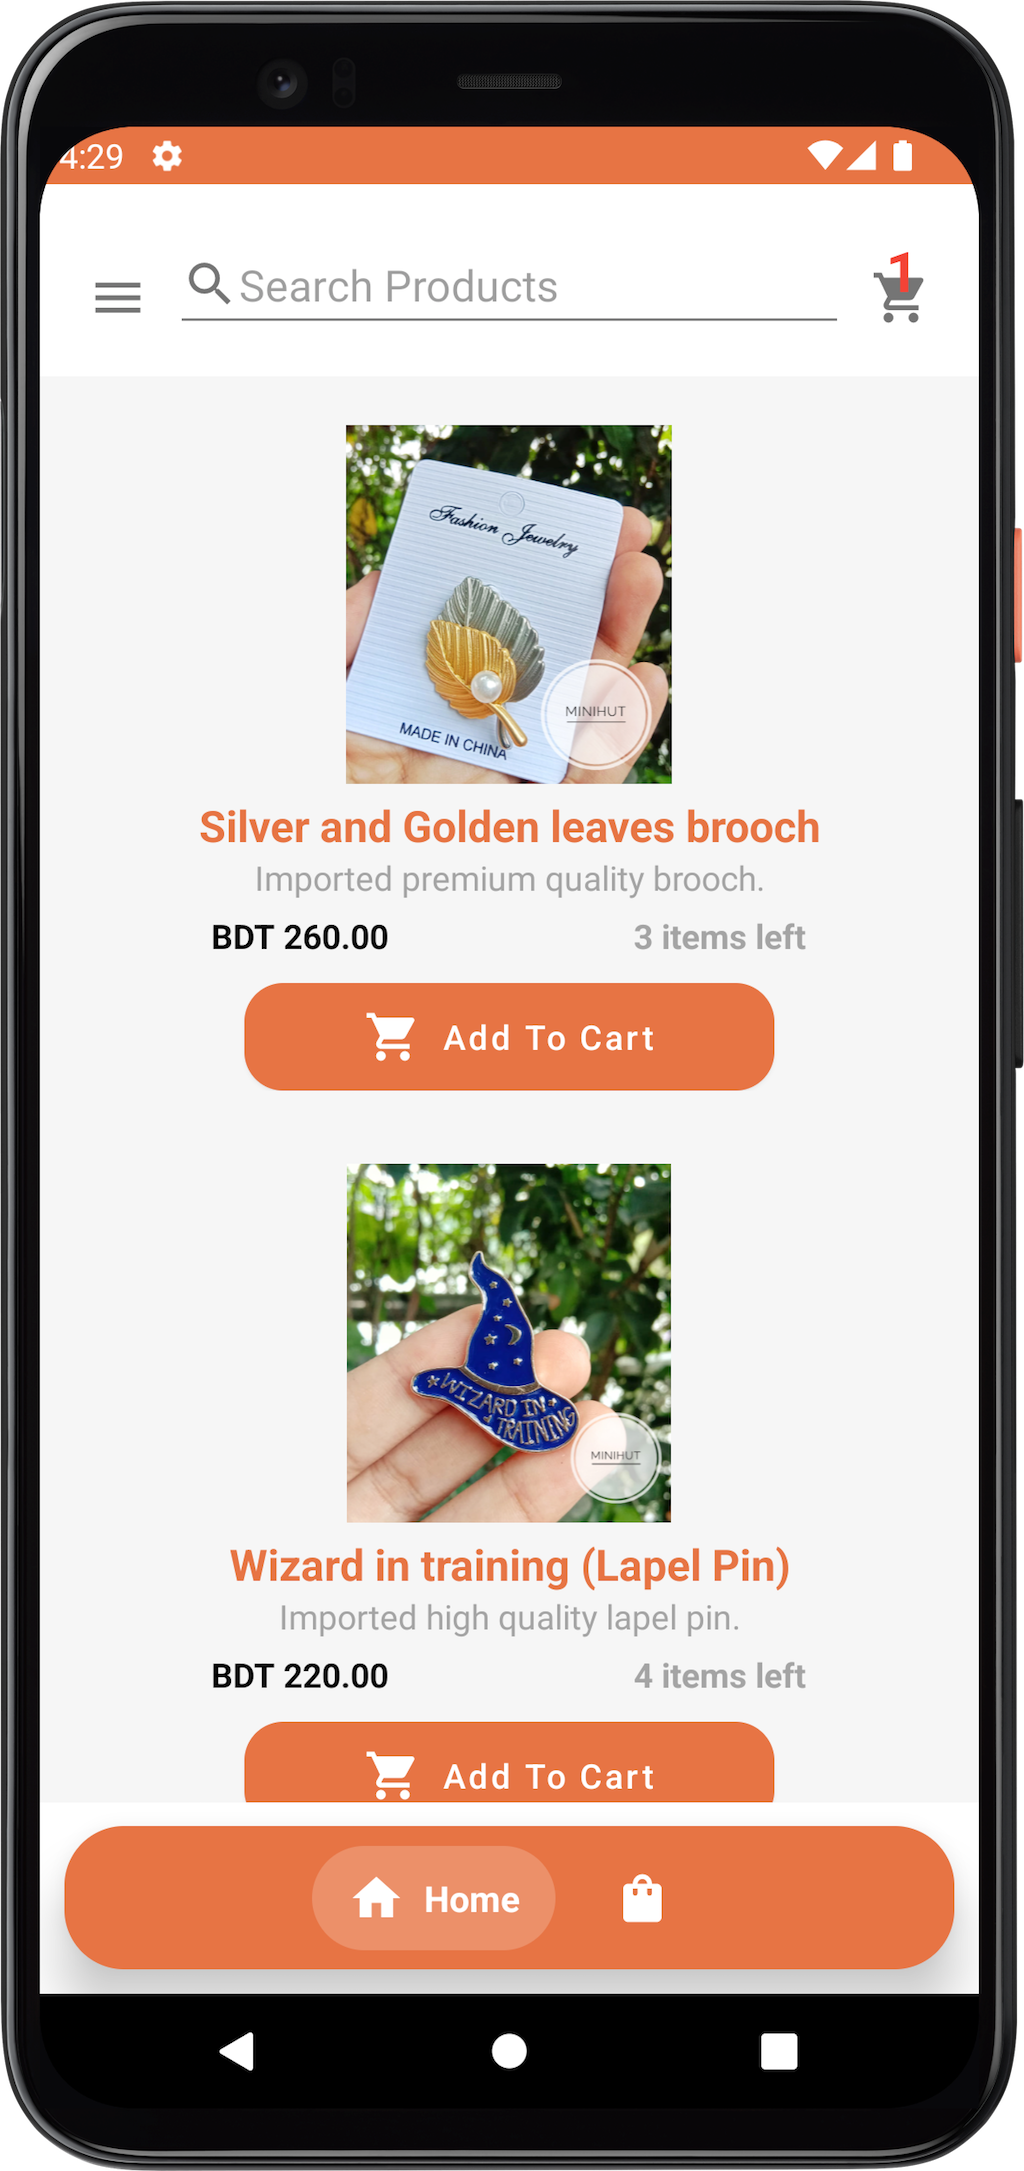 4:29
Search Products
1
Fashion Jewelry
MINIHUT
MADE IN CHINA
Silver and Golden leaves brooch
Imported premium quality brooch.
BDT 260.00
3 items left
Add To Cart
WIZARD IN
TRAINING
MINIHUT
Wizard in training (Lapel Pin)
Imported high quality lapel pin.
BDT 220.00
4 items left
Add To Cart
Home